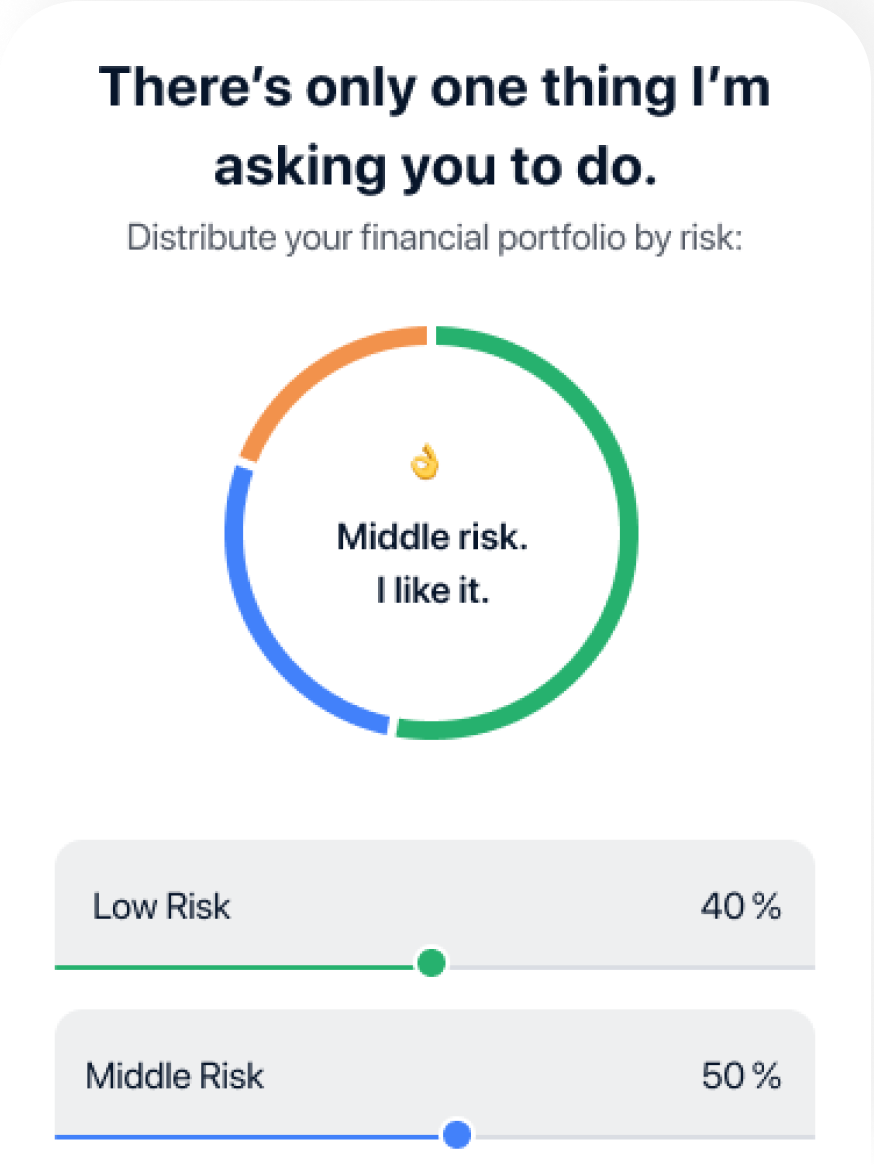 There’s only one thing I’m
asking you to do.
Distribute your financial portfolio by risk:
👌
Middle risk.
I like it.
Low Risk 40 %
Middle Risk 50 %